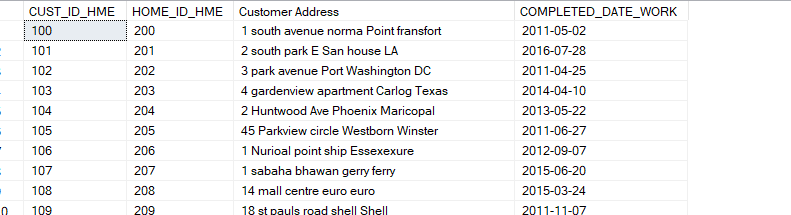 CUST_ID_HME HOME_ID_HME Customer Address COMPLETED_DATE_WORK
100 200 1 south avenue norma Point fransfort 2011-05-02
101 201 2 south park E San house LA 2016-07-28
102 202 3 park avenue Port Washington DC 2011-04-25
103 203 4 gardenview apartment Carlog Texas 2014-04-10
104 204 2 Huntwood Ave Phoenix Maricopal 2013-05-22
105 205 45 Parkview circle Westborn Winster 2011-06-27
106 206 1 Nurioal point ship Essexexure 2012-09-07
107 207 1 sabaha bhawan gerry ferry 2015-06-20
108 208 14 mall centre euro euro 2015-03-24
109 209 18 st pauls road shell Shell 2011-11-07